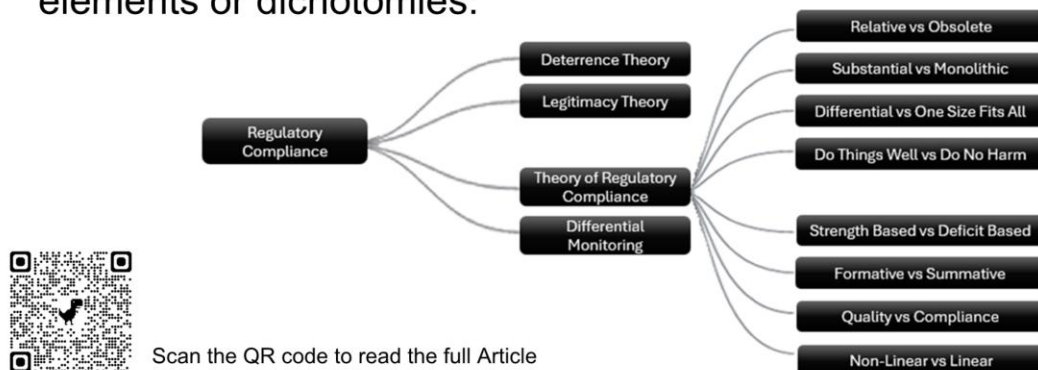 elements or dichotomies.
Regulatory
Compliance
Deterrence Theory
Legitimacy Theory
Theory of Regulatory
Compliance
Differential
Monitoring
Relative vs Obsolete
Substantial vs Monolithic
Differential vs One Size Fits All
Do Things Well vs Do No Harm
Strength Based vs Deficit Based
Formative vs Summative
Quality vs Compliance
Non-Linear vs Linear
Scan the QR code to read the full Article